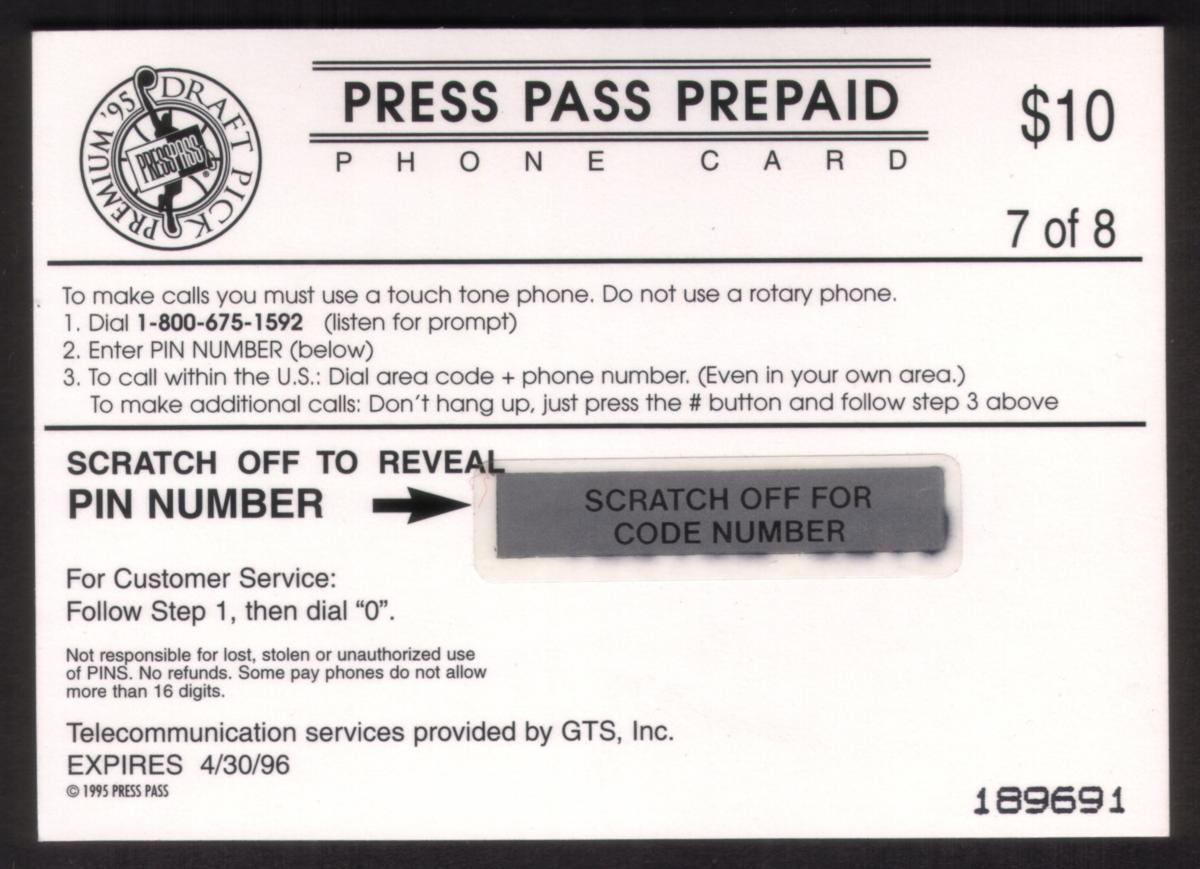 PREMIUM '95 DRAFT PICK
PRESS PASS
®
PRESS PASS PREPAID
PHONE CARD
$10
7 of 8
To make calls you must use a touch tone phone. Do not use a rotary phone.
1. Dial 1-800-675-1592 (listen for prompt)
2. Enter PIN NUMBER (below)
3. To call within the U.S.: Dial area code + phone number. (Even in your own area.)
To make additional calls: Don't hang up, just press the # button and follow step 3 above
SCRATCH OFF TO REVEAL
PIN NUMBER
SCRATCH OFF FOR
CODE NUMBER
For Customer Service:
Follow Step 1, then dial "0".
Not responsible for lost, stolen or unauthorized use
of PINS. No refunds. Some pay phones do not allow
more than 16 digits.
Telecommunication services provided by GTS, Inc.
EXPIRES 4/30/96
© 1995 PRESS PASS
189691